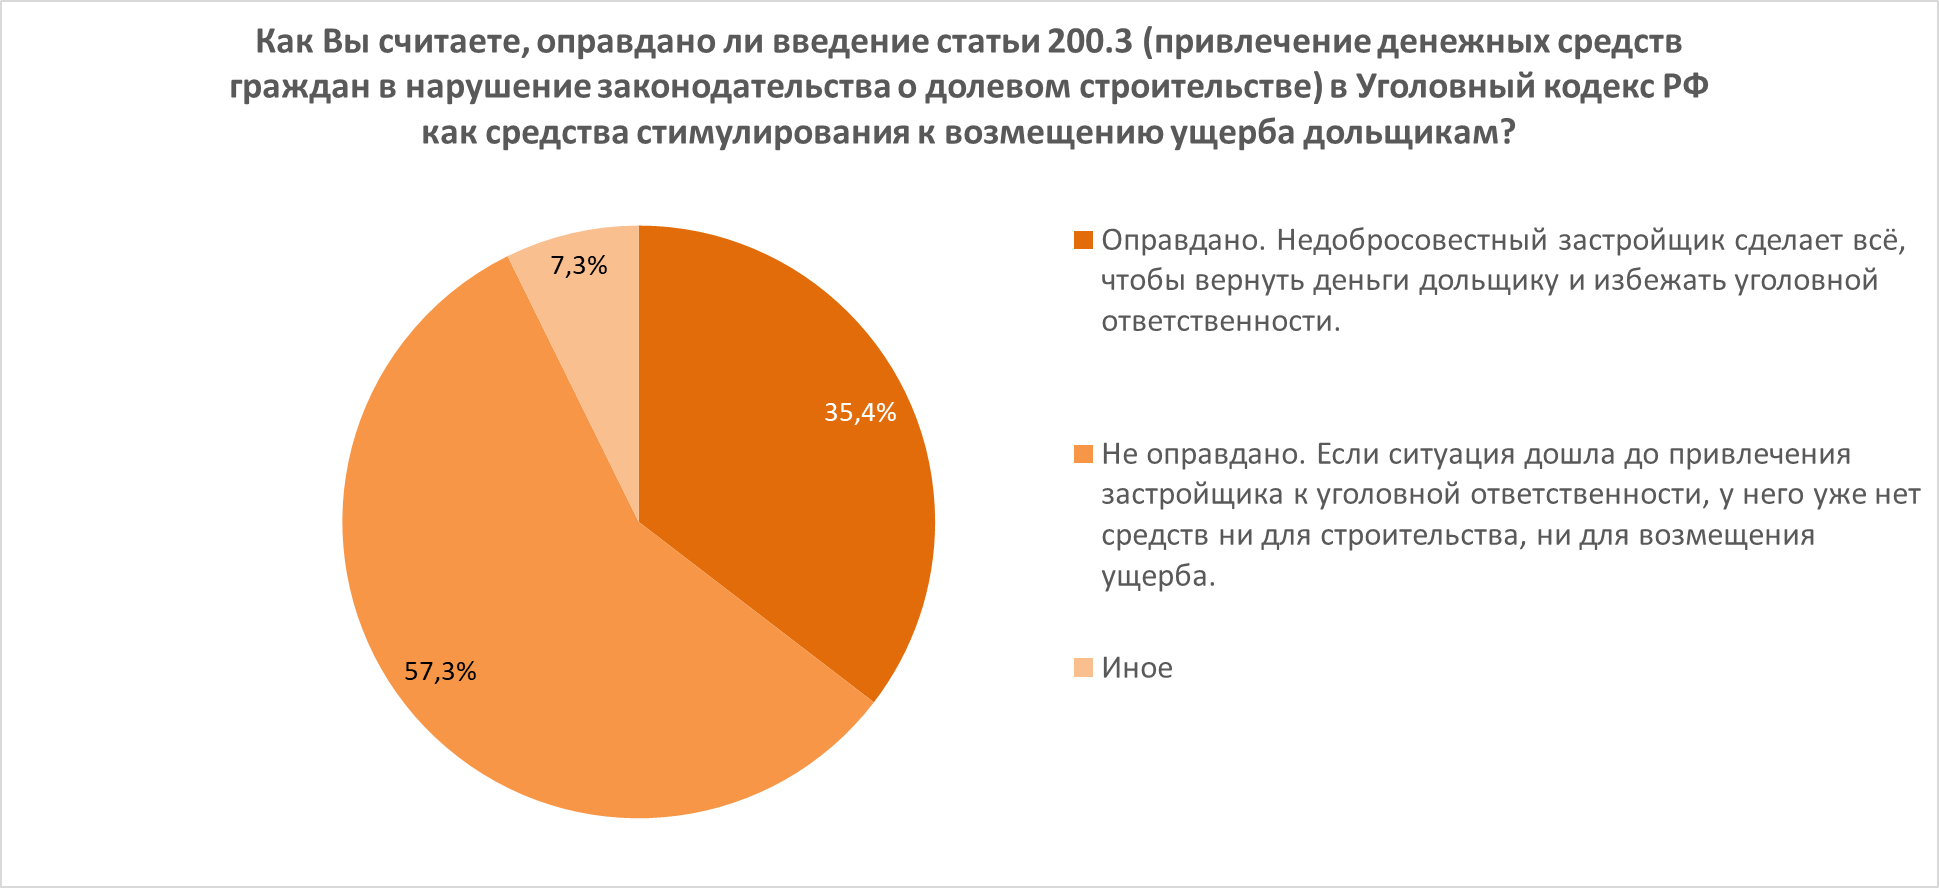 Как Вы считаете, оправдано ли введение статьи 200.3 (привлечение денежных средств
граждан в нарушение законодательства о долевом строительстве) в Уголовный кодекс РФ
как средства стимулирования к возмещению ущерба дольщикам?
7,3%
35,4%
57,3%
Оправдано. Недобросовестный застройщик сделает всё,
чтобы вернуть деньги дольщику и избежать уголовной
ответственности.
Не оправдано. Если ситуация дошла до привлечения
застройщика к уголовной ответственности, у него уже нет
средств ни для строительства, ни для возмещения
ущерба.
Иное